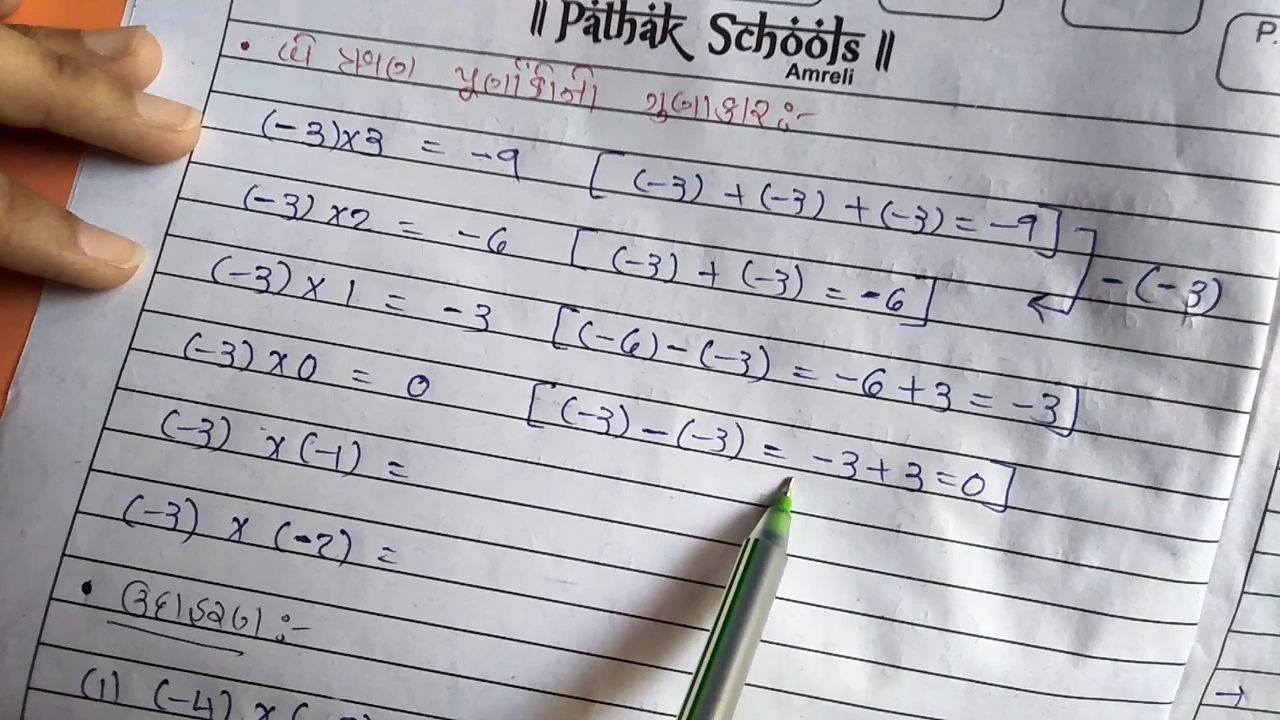 ॥ Pathak Schools ॥
Amreli
P.
• બે ઋણ પૂર્ણાંકોનો ગુણાકાર:-
(-3)×3 = -9 [(-3) + (-3) + (-3) = -9]
(-3)×2 = -6 [(-3) + (-3) = -6] -(-3)
(-3)×1 = -3 [(-6)-(-3) = -6+3 = -3]
(-3)×0 = 0 [(-3)-(-3) = -3+3=0]
(-3) ×(-1) =
(-3) × (-2) =
• ઉદાહરણ:-
(1) (-4) × (
→